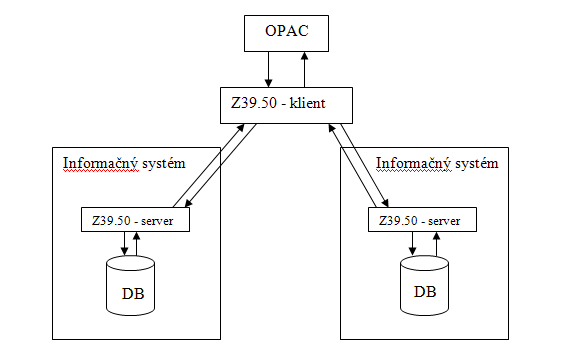 OPAC
Z39.50 - klient
Informačný systém
Informačný systém
Z39.50 - server
Z39.50 - server
DB
DB